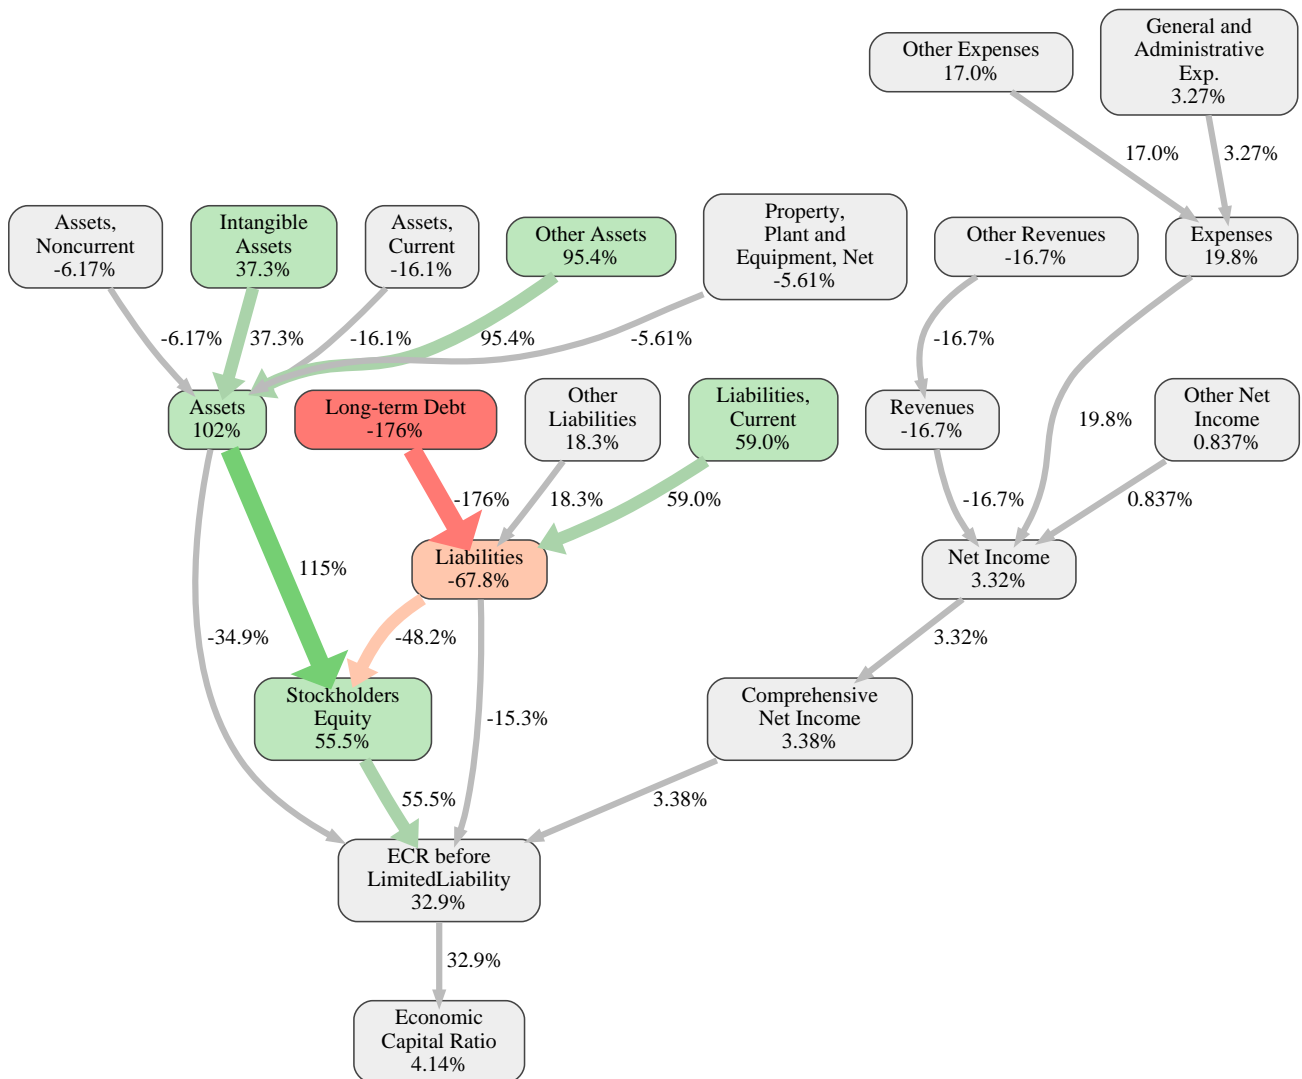 General and
Administrative
Exp.
3.27%
Other Expenses
17.0%
17.0%
3.27%
Assets,
Noncurrent
-6.17%
Intangible
Assets
37.3%
Assets,
Current
-16.1%
Other Assets
95.4%
Property,
Plant and
Equipment, Net
-5.61%
Other Revenues
-16.7%
Expenses
19.8%
-6.17%
37.3%
-16.1%
95.4%
-5.61%
-16.7%
Assets
102%
Long-term Debt
-176%
Other
Liabilities
18.3%
Liabilities,
Current
59.0%
Revenues
-16.7%
19.8%
Other Net
Income
0.837%
-176%
18.3%
59.0%
-16.7%
0.837%
115%
Liabilities
-67.8%
Net Income
3.32%
-34.9%
-48.2%
3.32%
Stockholders
Equity
55.5%
-15.3%
Comprehensive
Net Income
3.38%
55.5%
3.38%
ECR before
LimitedLiability
32.9%
32.9%
Economic
Capital Ratio
4.14%